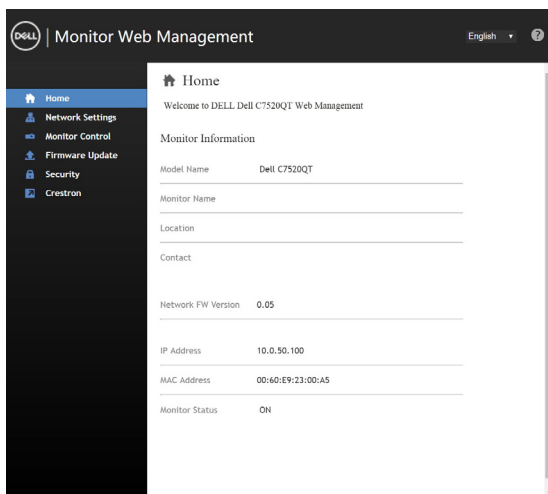 DELL | Monitor Web Management
English
?
Home
Network Settings
Monitor Control
Firmware Update
Security
Crestron
Home
Welcome to DELL Dell C7520QT Web Management
Monitor Information
Model Name Dell C7520QT
Monitor Name
Location
Contact
Network FW Version 0.05
IP Address 10.0.50.100
MAC Address 00:60:E9:23:00:A5
Monitor Status ON